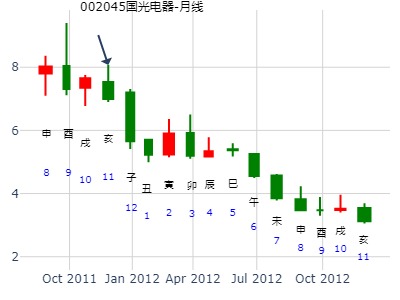 002045国光电器-月线
8
6
4
2
申 酉 戌 亥 子 丑 寅 卯 辰 巳 午 未 申 酉 戌 亥
8 9 10 11 12 1 2 3 4 5 6 7 8 9 10 11
Oct 2011 Jan 2012 Apr 2012 Jul 2012 Oct 2012